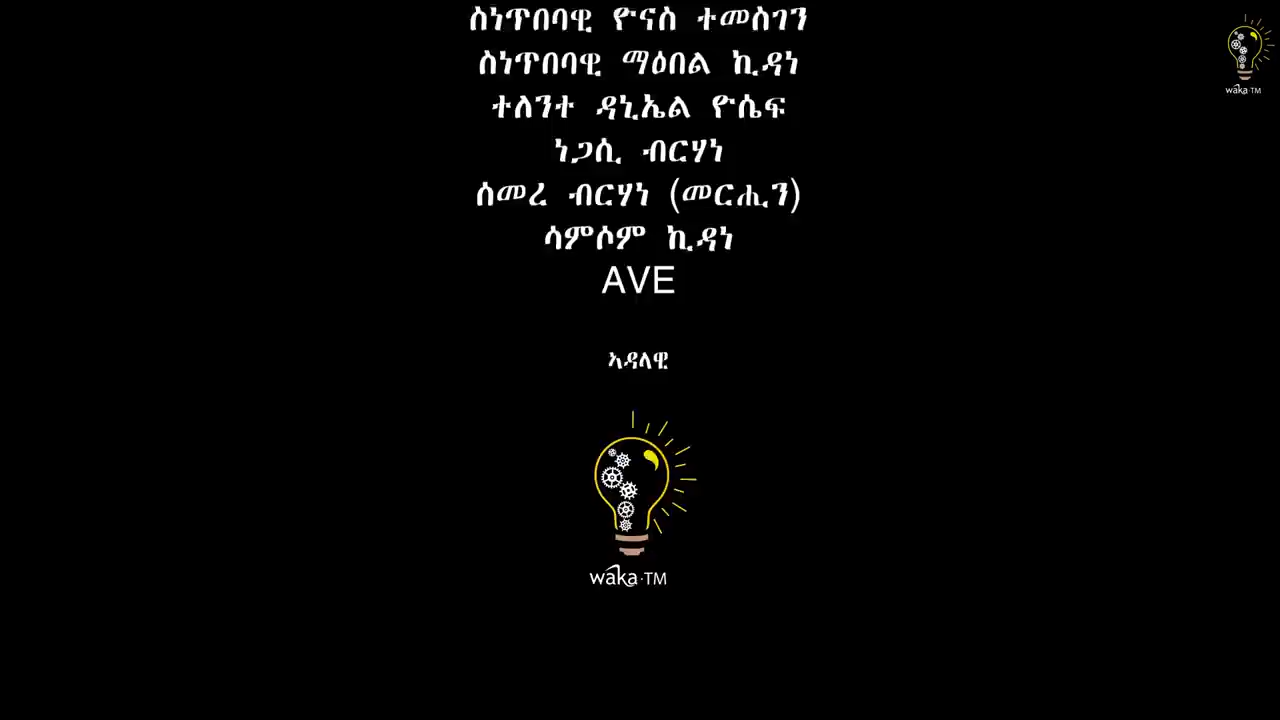 ስነጥበባዊ ዮናስ ተመስገን
ስነጥበባዊ ማዕበል ኪዳነ
ተለንተ ዳኒኤል ዮሴፍ
ነጋሲ ብርሃነ
ሰመረ ብርሃነ (መርሒን)
ሳምሶም ኪዳነ
AVE
ኣዳላዊ
waka·TM
waka·TM